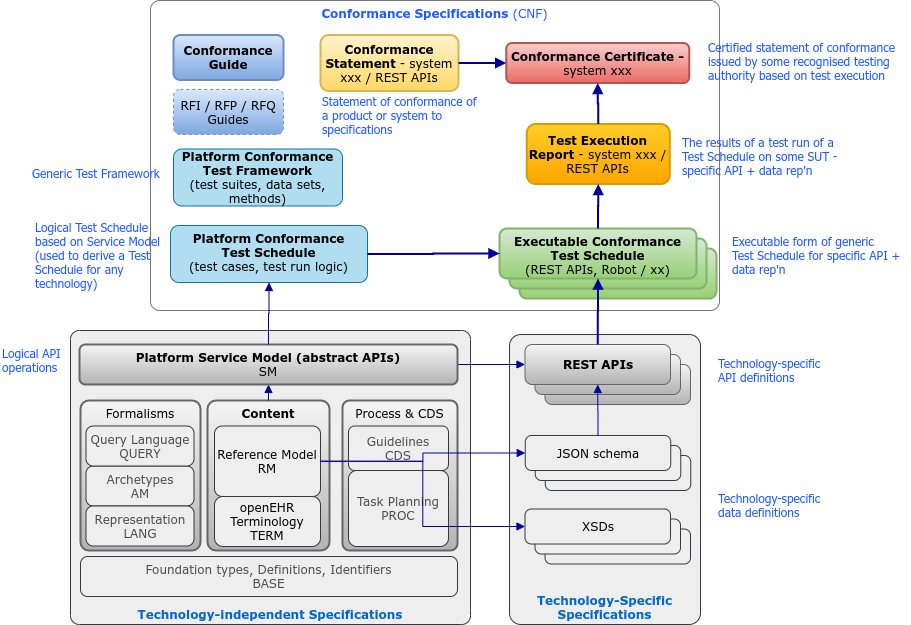 Conformance Specifications (CNF)
Conformance
Guide
Conformance
Statement - system
xxx / REST APIs
Conformance Certificate –
system xxx
Certified statement of conformance
issued by some recognised testing
authority based on test execution
RFI / RFP / RFQ
Guides
Statement of conformance of
a product or system to
specifications
Test Execution
Report - system xxx /
REST APIs
The results of a test run of a
Test Schedule on some SUT -
specific API + data rep'n
Generic Test Framework
Platform Conformance
Test Framework
(test suites, data sets,
methods)
Logical Test Schedule
based on Service Model
(used to derive a Test
Schedule for any
technology)
Platform Conformance
Test Schedule
(test cases, test run logic)
Executable Conformance
Test Schedule
(REST APIs, Robot / xx)
Executable form of generic
Test Schedule for specific API +
data rep'n
Logical API
operations
Platform Service Model (abstract APIs)
SM
REST APIs
Technology-specific
API definitions
Formalisms
Query Language
QUERY
Archetypes
AM
Representation
LANG
Content
Reference Model
RM
openEHR
Terminology
TERM
Process & CDS
Guidelines
CDS
Task Planning
PROC
JSON schema
XSDs
Technology-specific
data definitions
Foundation types, Definitions, Identifiers
BASE
Technology-independent Specifications
Technology-Specific
Specifications